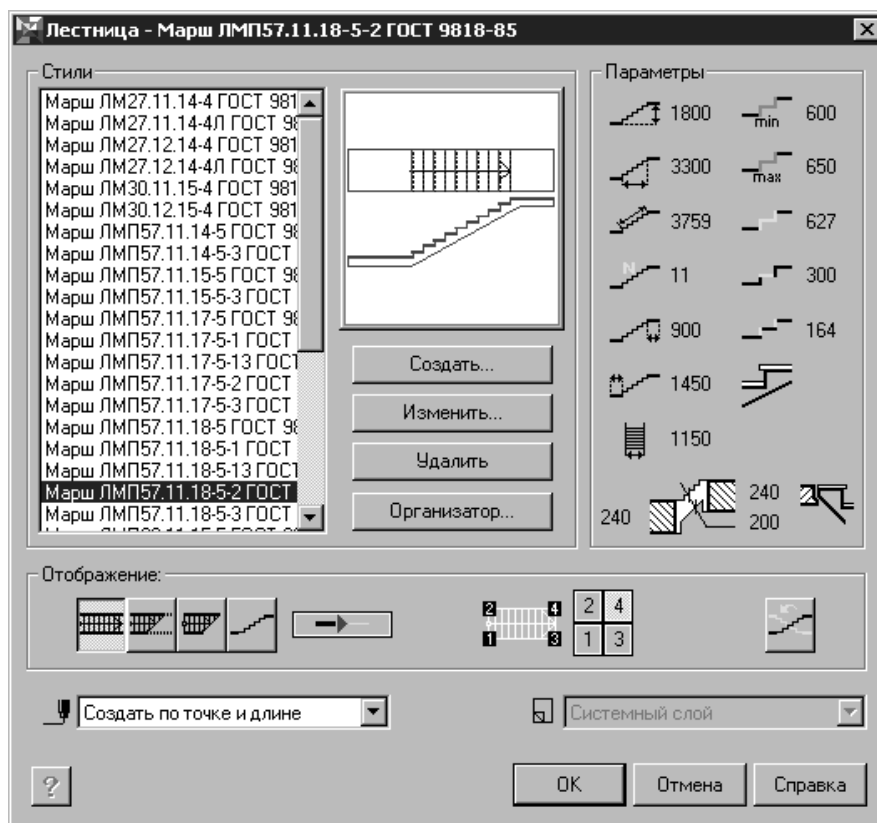 Лестница - Марш ЛМП57.11.18-5-2 ГОСТ 9818-85
Стили
Марш ЛМ27.11.14-4 ГОСТ 981
Марш ЛМ27.11.14-4Л ГОСТ 98
Марш ЛМ27.12.14-4 ГОСТ 981
Марш ЛМ27.12.14-4Л ГОСТ 98
Марш ЛМ30.11.15-4 ГОСТ 981
Марш ЛМ30.12.15-4 ГОСТ 981
Марш ЛМП57.11.14-5 ГОСТ 98
Марш ЛМП57.11.14-5-3 ГОСТ
Марш ЛМП57.11.15-5 ГОСТ 98
Марш ЛМП57.11.15-5-3 ГОСТ
Марш ЛМП57.11.17-5 ГОСТ 98
Марш ЛМП57.11.17-5-1 ГОСТ
Марш ЛМП57.11.17-5-13 ГОСТ
Марш ЛМП57.11.17-5-2 ГОСТ
Марш ЛМП57.11.17-5-3 ГОСТ
Марш ЛМП57.11.18-5 ГОСТ 98
Марш ЛМП57.11.18-5-1 ГОСТ
Марш ЛМП57.11.18-5-13 ГОСТ
Марш ЛМП57.11.18-5-2 ГОСТ
Марш ЛМП57.11.18-5-3 ГОСТ
Создать...
Изменить...
Удалить
Организатор...
Параметры
1800 min 600
3300 max 650
3759 627
N 11 300
900 164
1450
1150
240 240
200
Отображение:
2 4 2 4
1 3 1 3
Создать по точке и длине
Системный слой
?
OK
Отмена
Справка